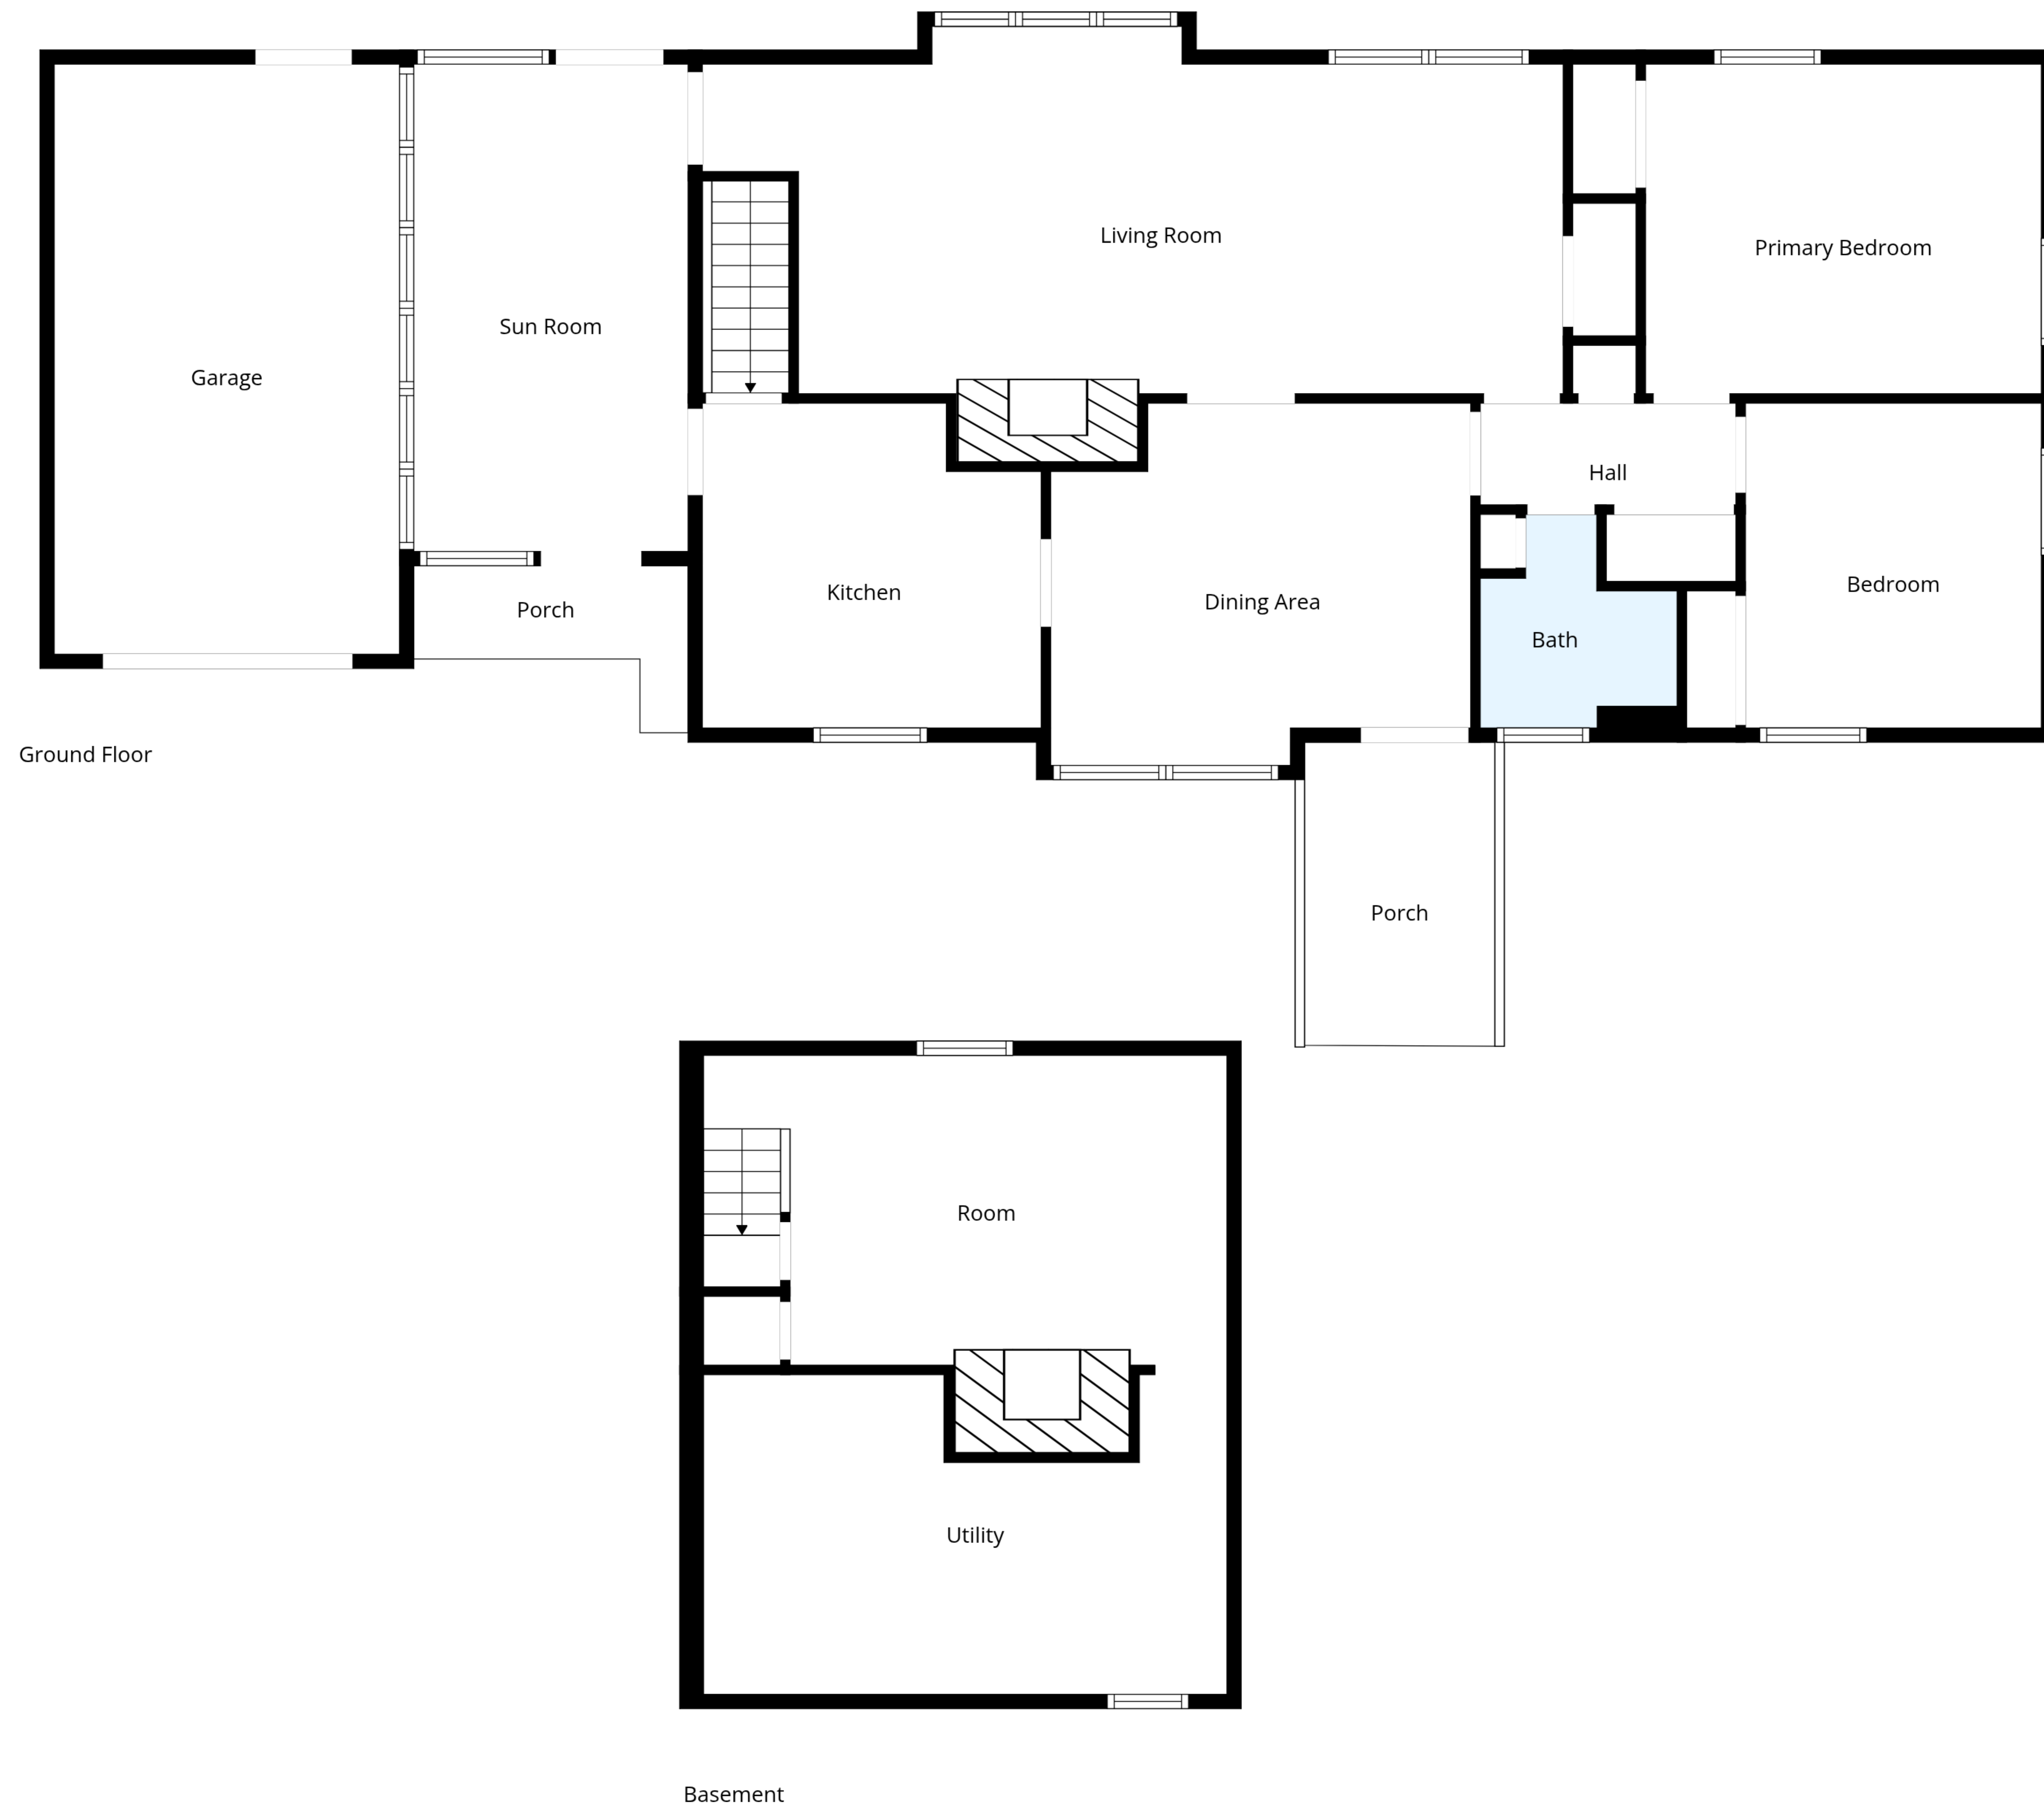 Living Room
Primary Bedroom
Sun Room
Garage
Hall
Bedroom
Kitchen
Dining Area
Porch
Bath
Ground Floor
Porch
Room
Utility
Basement